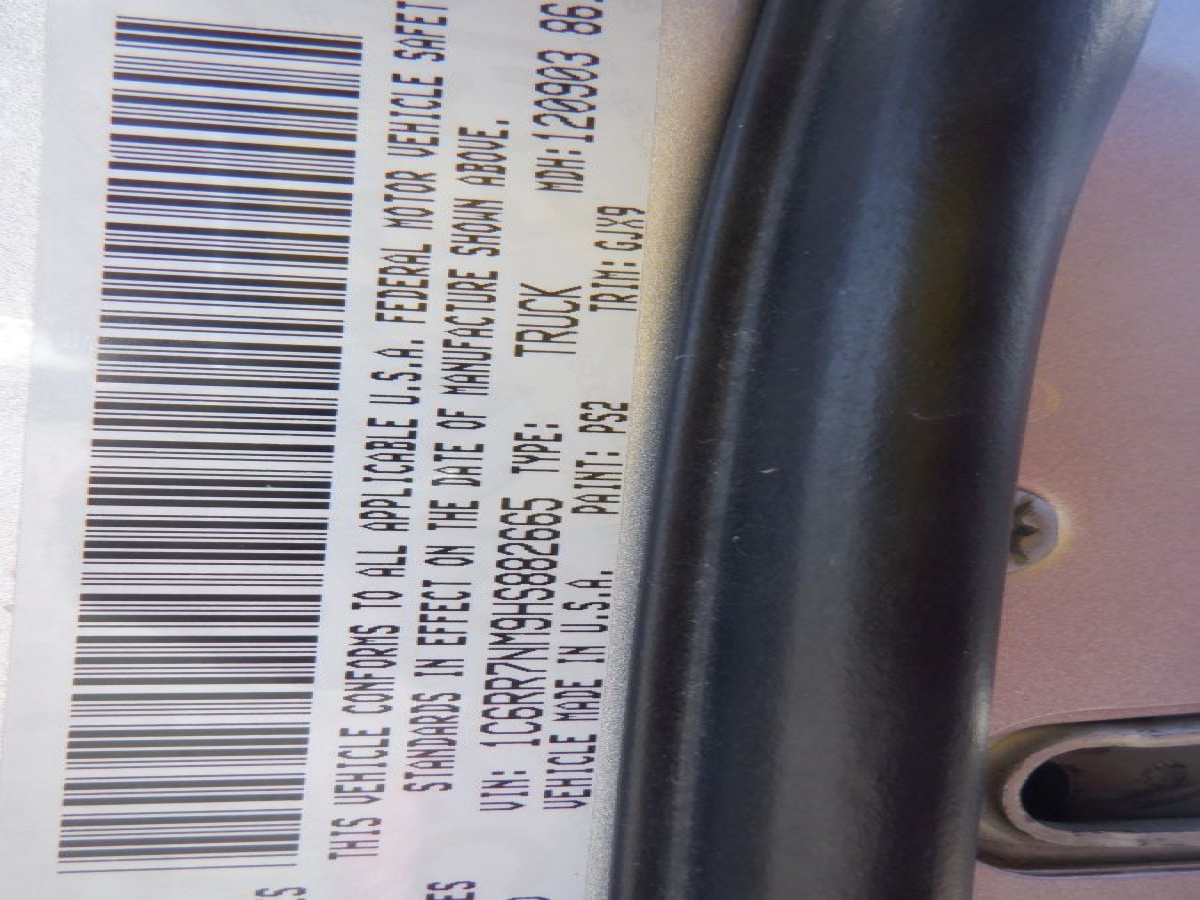 THIS VEHICLE CONFORMS TO ALL APPLICABLE U.S.A. FEDERAL MOTOR VEHICLE SAFET
STANDARDS IN EFFECT ON THE DATE OF MANUFACTURE SHOWN ABOVE.
VIN: 1C6RR7NM9HS882665 TYPE: TRUCK MDH:120903 86
VEHICLE MADE IN U.S.A. PAINT: PS2 TRIM: GJX9